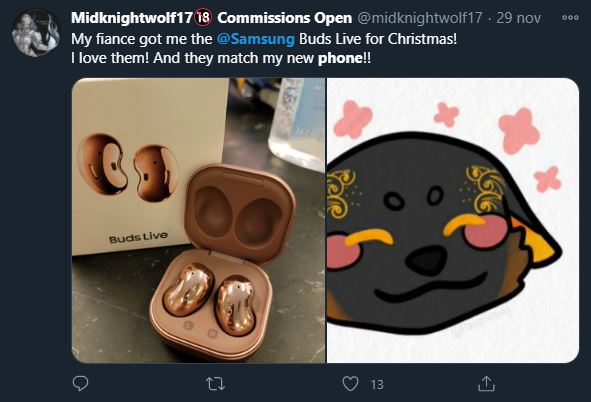 Midknightwolf17🔞 Commissions Open @midknightwolf17 · 29 nov
My fiance got me the @Samsung Buds Live for Christmas!
I love them! And they match my new phone!!
Buds Live
L R
13